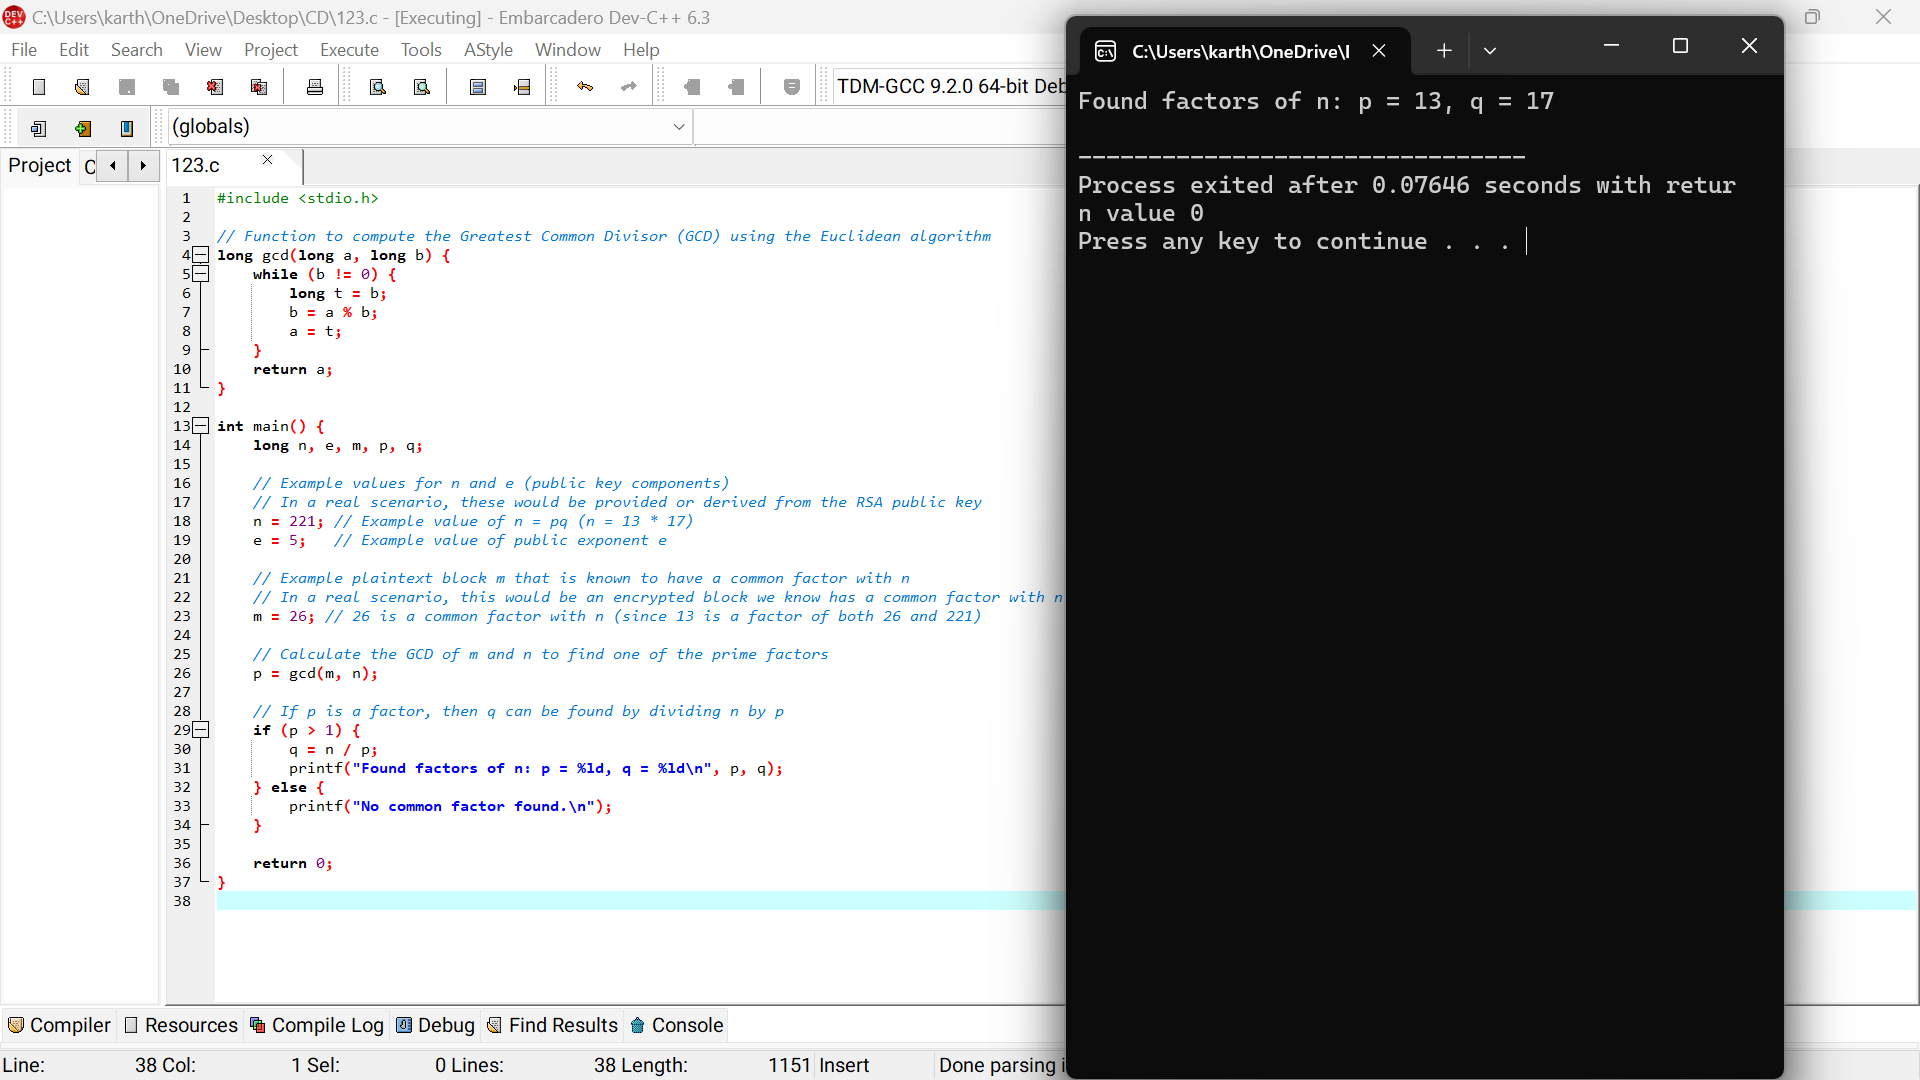 C:\Users\karth\OneDrive\Desktop\CD\123.c - [Executing] - Embarcadero Dev-C++ 6.3
File Edit Search View Project Execute Tools AStyle Window Help
TDM-GCC 9.2.0 64-bit Deb
(globals)
Project C
123.c
1 #include <stdio.h>
2
3 // Function to compute the Greatest Common Divisor (GCD) using the Euclidean algorithm
4 long gcd(long a, long b) {
5     while (b != 0) {
6         long t = b;
7         b = a % b;
8         a = t;
9     }
10     return a;
11 }
12
13 int main() {
14     long n, e, m, p, q;
15
16     // Example values for n and e (public key components)
17     // In a real scenario, these would be provided or derived from the RSA public key
18     n = 221; // Example value of n = pq (n = 13 * 17)
19     e = 5;   // Example value of public exponent e
20
21     // Example plaintext block m that is known to have a common factor with n
22     // In a real scenario, this would be an encrypted block we know has a common factor with n
23     m = 26; // 26 is a common factor with n (since 13 is a factor of both 26 and 221)
24
25     // Calculate the GCD of m and n to find one of the prime factors
26     p = gcd(m, n);
27
28     // If p is a factor, then q can be found by dividing n by p
29     if (p > 1) {
30         q = n / p;
31         printf("Found factors of n: p = %ld, q = %ld\n", p, q);
32     } else {
33         printf("No common factor found.\n");
34     }
35
36     return 0;
37 }
38
Compiler Resources Compile Log Debug Find Results Console
Line: 38 Col: 1 Sel: 0 Lines: 38 Length: 1151 Insert Done parsing i
C:\Users\karth\OneDrive\I
Found factors of n: p = 13, q = 17
--------------------------------
Process exited after 0.07646 seconds with retur
n value 0
Press any key to continue . . .